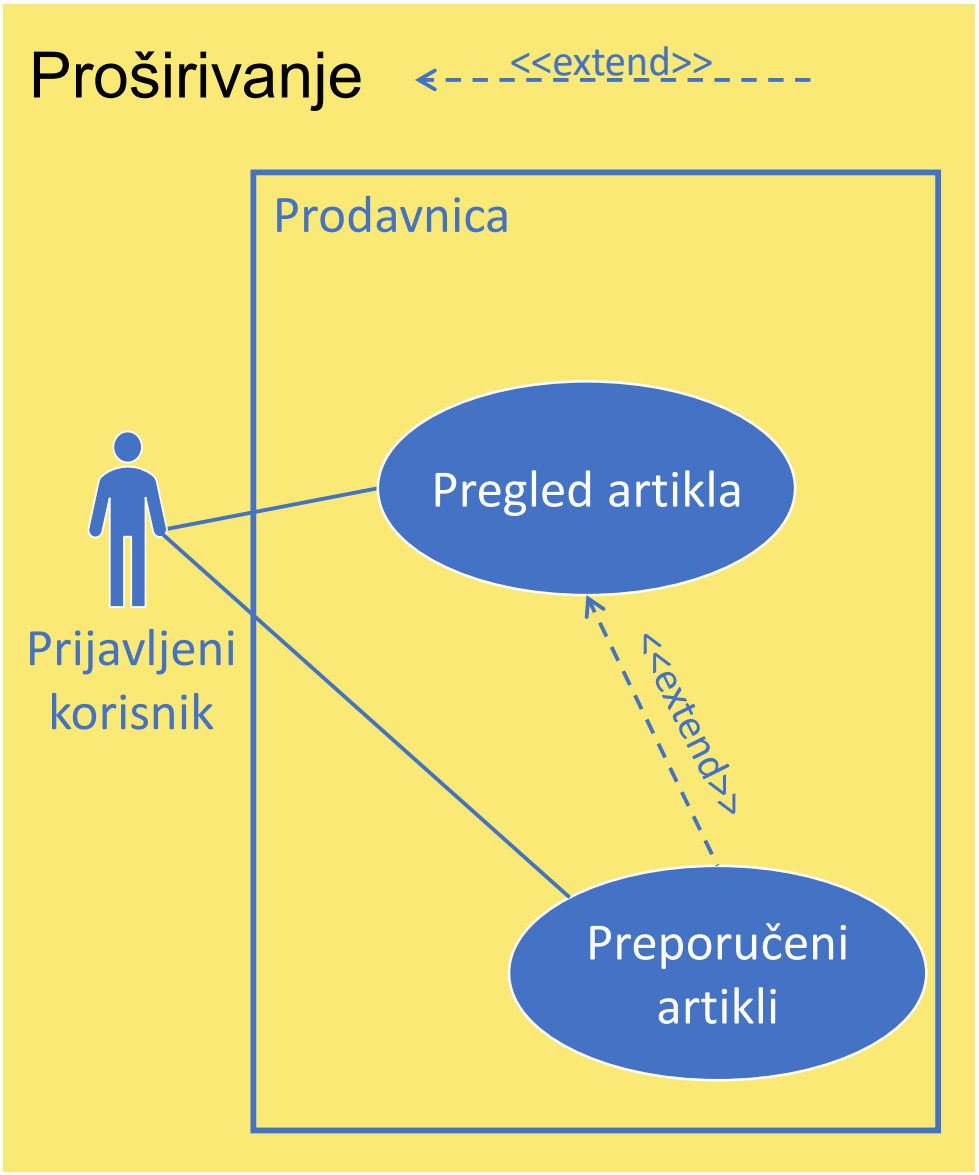 Proširivanje
<<extend>>
Prodavnica
Pregled artikla
Prijavljeni
korisnik
<<extend>>
Preporučeni
artikli